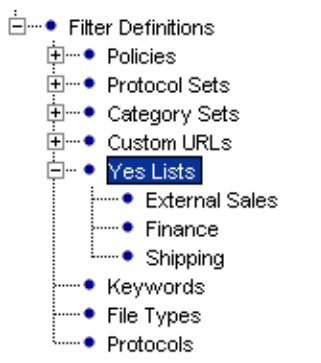 Filter Definitions
Policies
Protocol Sets
Category Sets
Custom URLs
Yes Lists
External Sales
Finance
Shipping
Keywords
File Types
Protocols